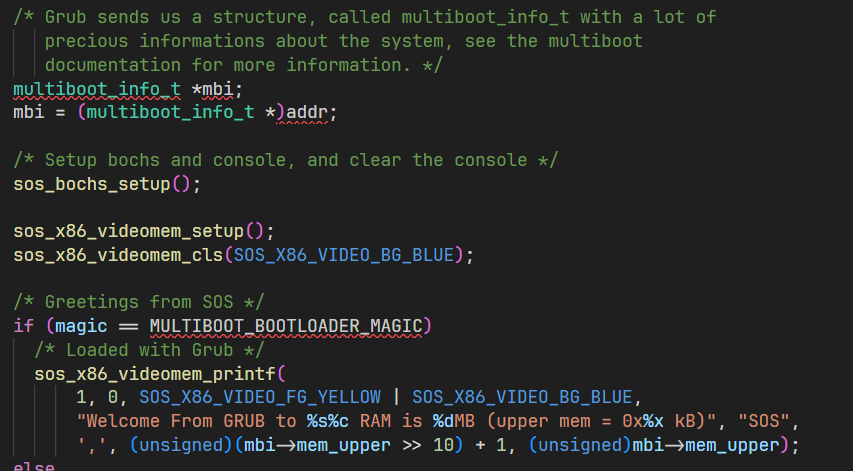 /* Grub sends us a structure, called multiboot_info_t with a lot of
precious informations about the system, see the multiboot
documentation for more information. */
multiboot_info_t *mbi;
mbi = (multiboot_info_t *)addr;
/* Setup bochs and console, and clear the console */
sos_bochs_setup();
sos_x86_videomem_setup();
sos_x86_videomem_cls(SOS_X86_VIDEO_BG_BLUE);
/* Greetings from SOS */
if (magic == MULTIBOOT_BOOTLOADER_MAGIC)
/* Loaded with Grub */
sos_x86_videomem_printf(
1, 0, SOS_X86_VIDEO_FG_YELLOW | SOS_X86_VIDEO_BG_BLUE,
"Welcome From GRUB to %s%c RAM is %dMB (upper mem = 0x%x kB)", "SOS",
',', (unsigned)(mbi->mem_upper >> 10) + 1, (unsigned)mbi->mem_upper);
else